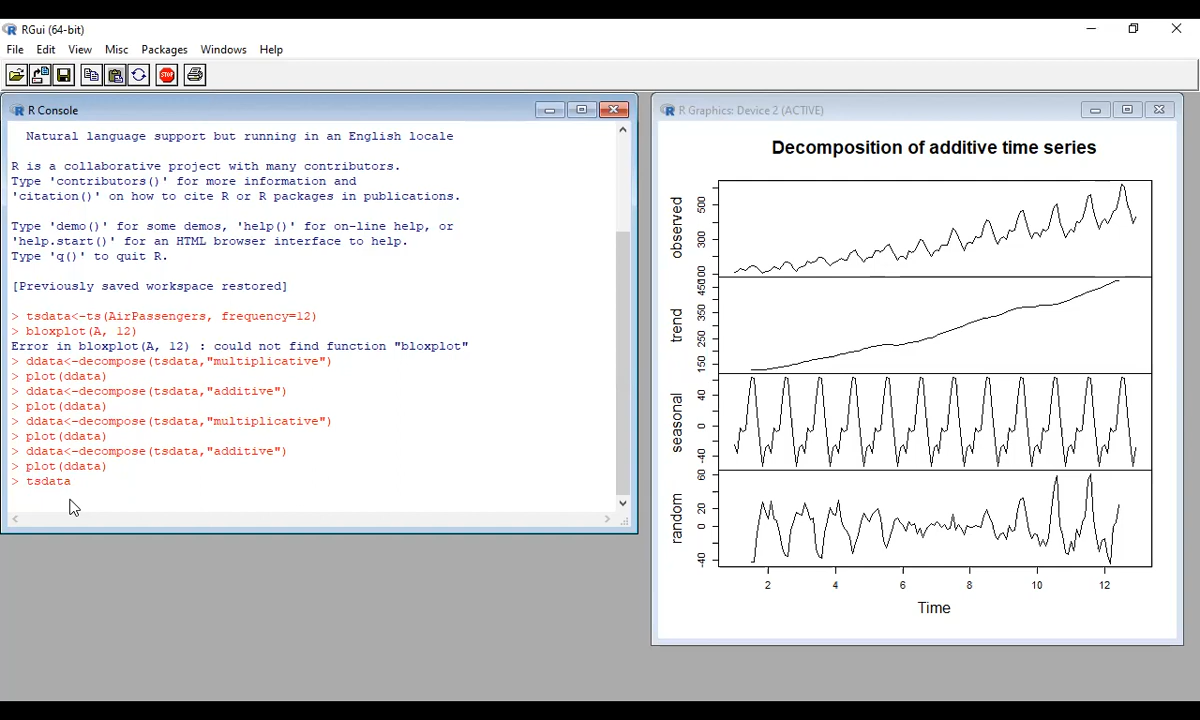 RGui (64-bit)
File Edit View Misc Packages Windows Help
STOP
R Console
Natural language support but running in an English locale
R is a collaborative project with many contributors.
Type 'contributors()' for more information and
'citation()' on how to cite R or R packages in publications.
Type 'demo()' for some demos, 'help()' for on-line help, or
'help.start()' for an HTML browser interface to help.
Type 'q()' to quit R.
[Previously saved workspace restored]
> tsdata<-ts(AirPassengers, frequency=12)
> bloxplot(A, 12)
Error in bloxplot(A, 12) : could not find function "bloxplot"
> ddata<-decompose(tsdata,"multiplicative")
> plot(ddata)
> ddata<-decompose(tsdata,"additive")
> plot(ddata)
> ddata<-decompose(tsdata,"multiplicative")
> plot(ddata)
> ddata<-decompose(tsdata,"additive")
> plot(ddata)
> tsdata
R Graphics: Device 2 (ACTIVE)
Decomposition of additive time series
observed
500
300
100
trend
450
350
250
150
seasonal
40
0
-40
random
60
20
0
-40
2 4 6 8 10 12
Time